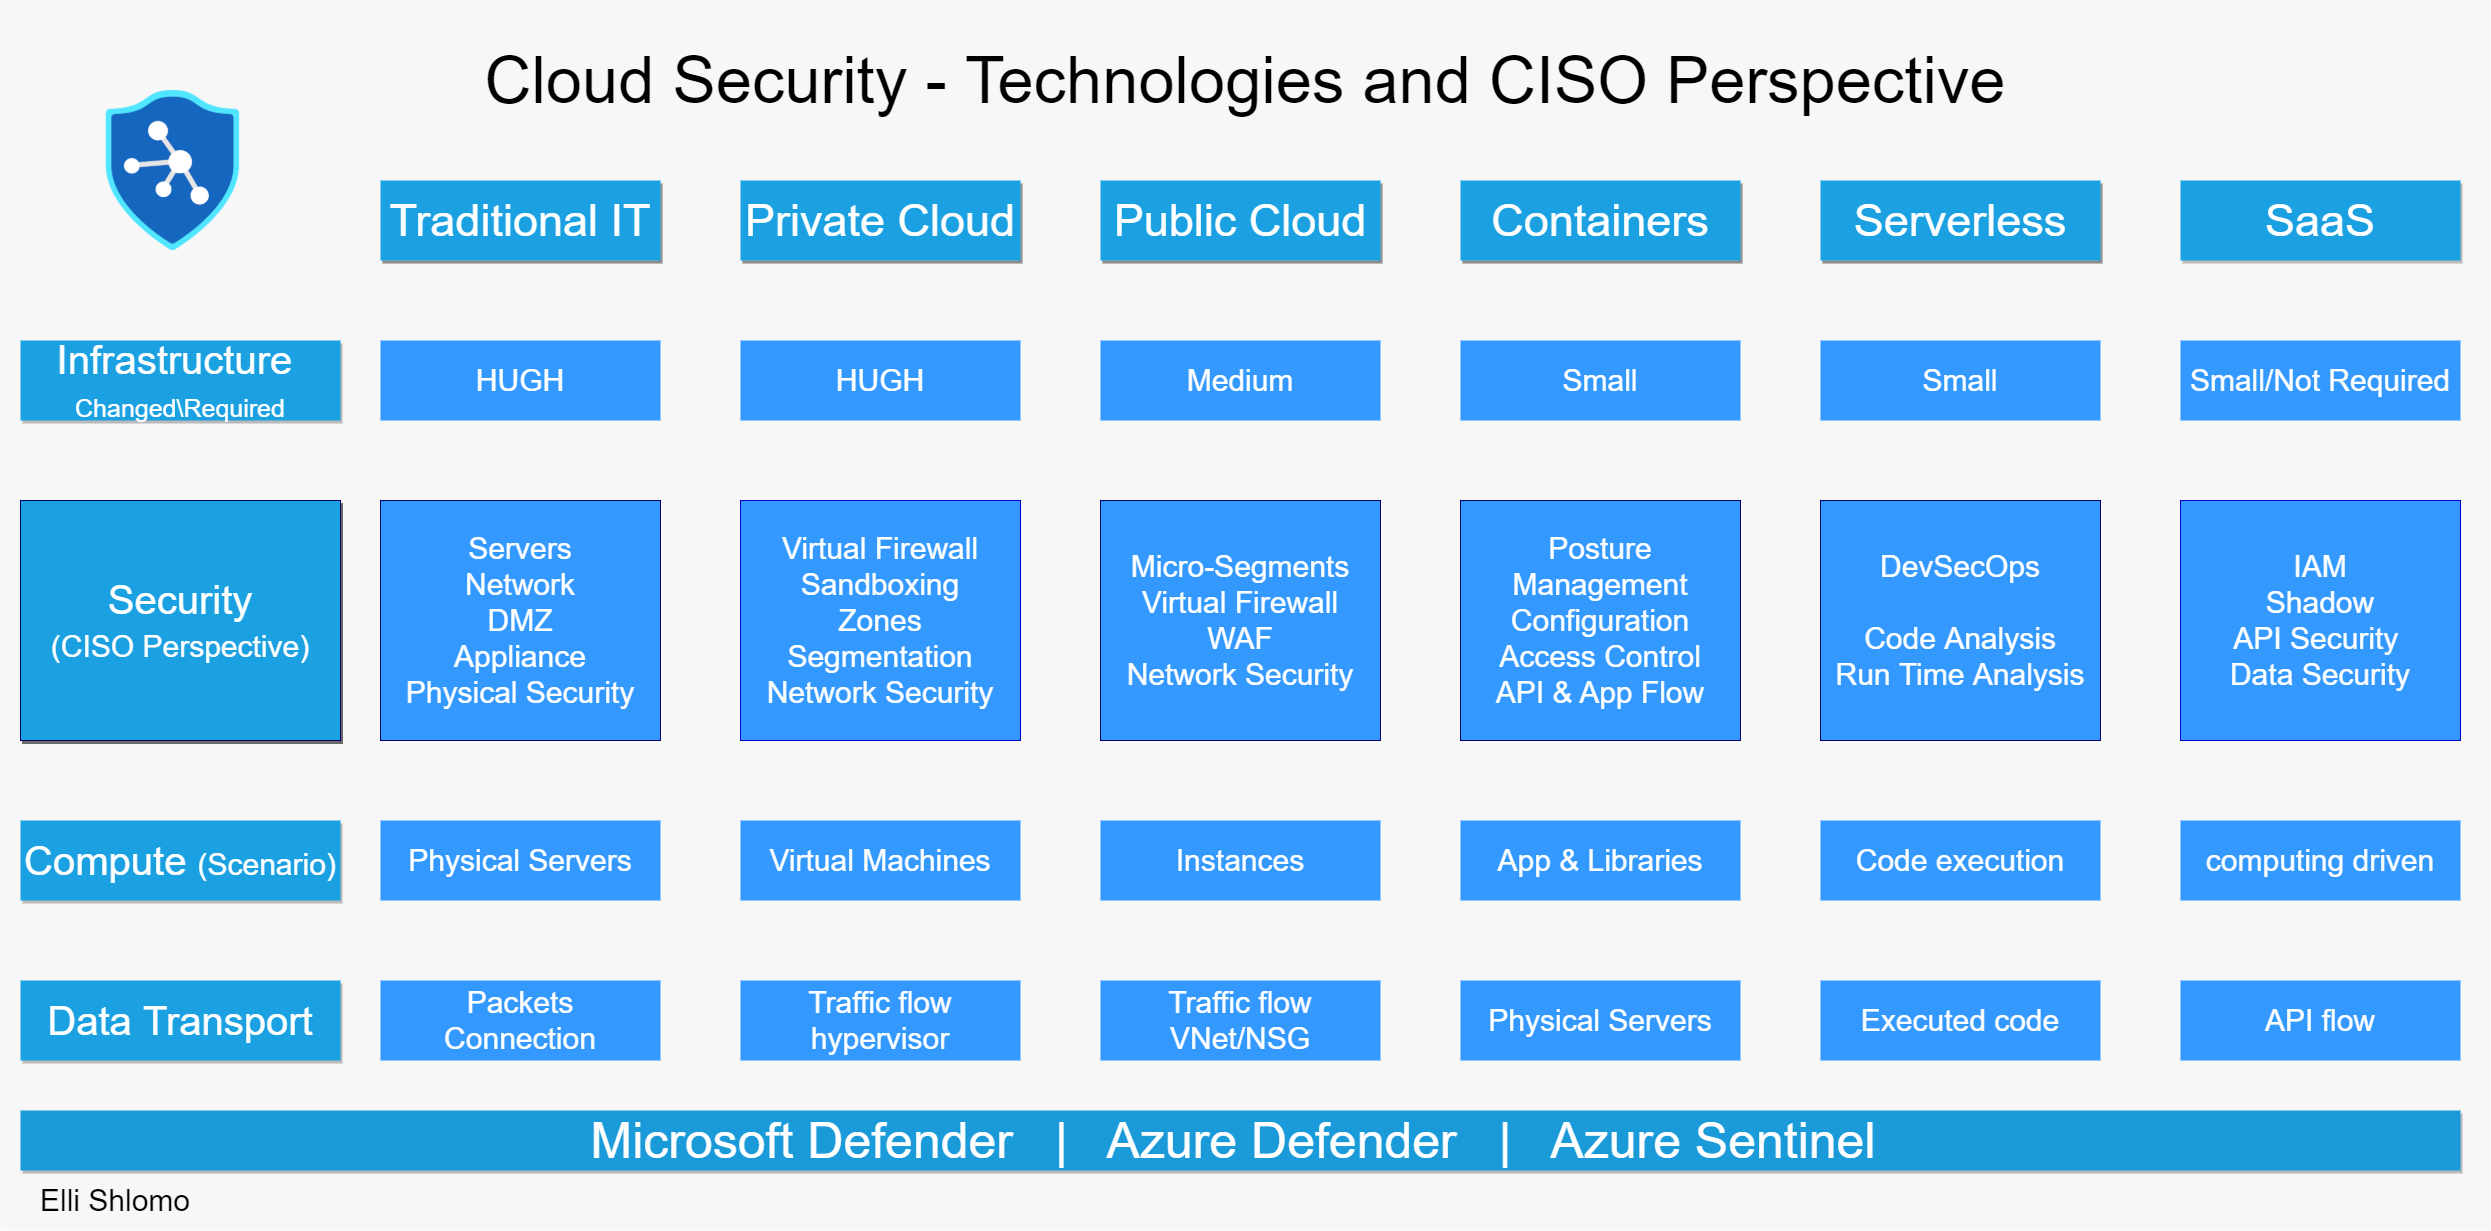 Cloud Security - Technologies and CISO Perspective
Traditional IT
Private Cloud
Public Cloud
Containers
Serverless
SaaS
Infrastructure
Changed\Required
HUGH
HUGH
Medium
Small
Small
Small/Not Required
Security
(CISO Perspective)
Servers
Network
DMZ
Appliance
Physical Security
Virtual Firewall
Sandboxing
Zones
Segmentation
Network Security
Micro-Segments
Virtual Firewall
WAF
Network Security
Posture
Management
Configuration
Access Control
API & App Flow
DevSecOps
Code Analysis
Run Time Analysis
IAM
Shadow
API Security
Data Security
Compute (Scenario)
Physical Servers
Virtual Machines
Instances
App & Libraries
Code execution
computing driven
Data Transport
Packets
Connection
Traffic flow
hypervisor
Traffic flow
VNet/NSG
Physical Servers
Executed code
API flow
Microsoft Defender | Azure Defender | Azure Sentinel
Elli Shlomo